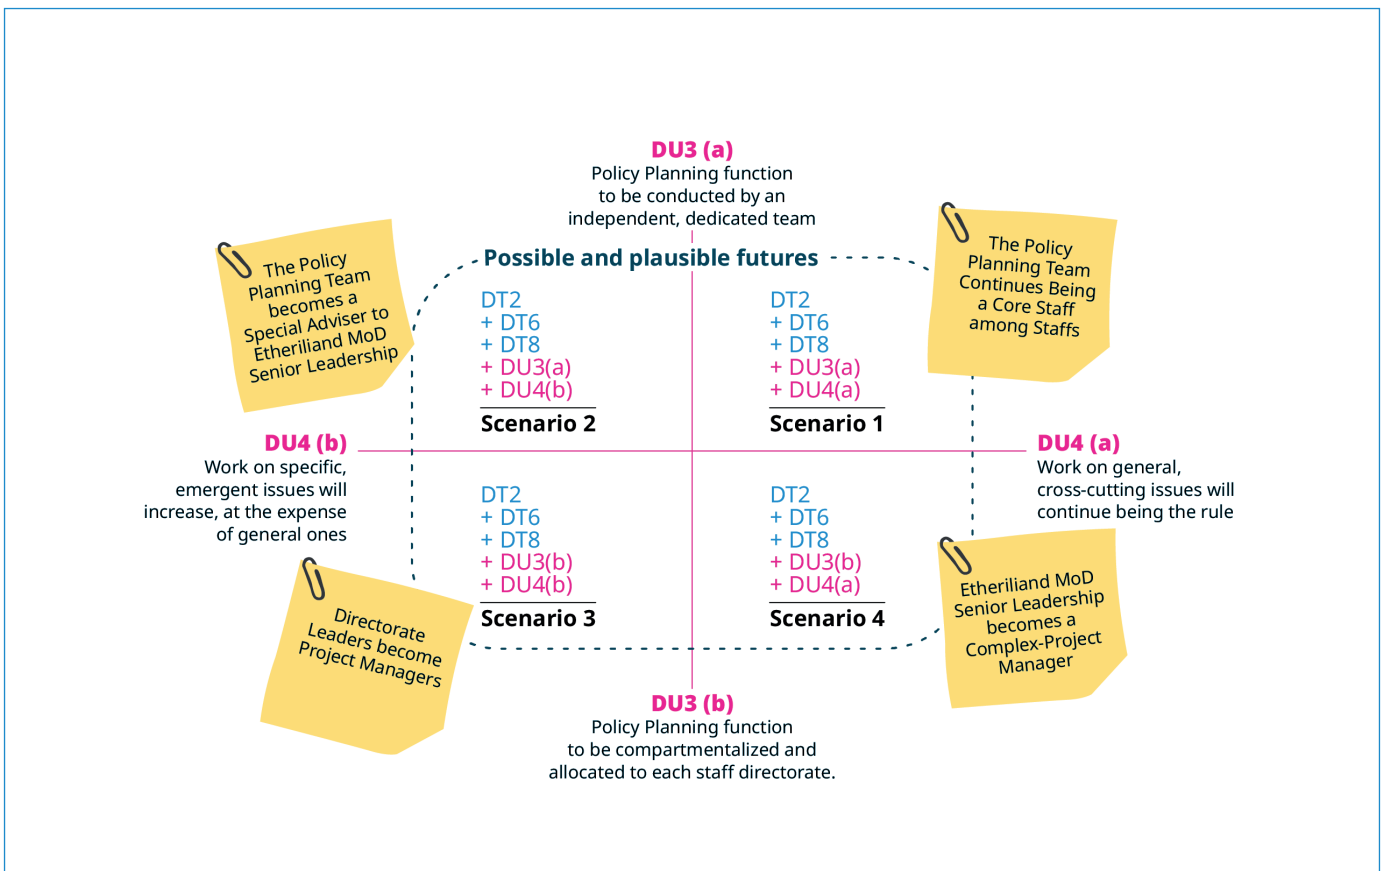 DU3 (a)
Policy Planning function
to be conducted by an
independent, dedicated team
The Policy
Planning Team
becomes a
Special Adviser to
Etheriliand MoD
Senior Leadership
Possible and plausible futures
The Policy
Planning Team
Continues Being
a Core Staff
among Staffs
DT2
+ DT6
+ DT8
+ DU3(a)
+ DU4(b)
Scenario 2
DT2
+ DT6
+ DT8
+ DU3(a)
+ DU4(a)
Scenario 1
DU4 (b)
Work on specific,
emergent issues will
increase, at the expense
of general ones
DU4 (a)
Work on general,
cross-cutting issues will
continue being the rule
DT2
+ DT6
+ DT8
+ DU3(b)
+ DU4(b)
Scenario 3
DT2
+ DT6
+ DT8
+ DU3(b)
+ DU4(a)
Scenario 4
Directorate
Leaders become
Project Managers
Etheriliand MoD
Senior Leadership
becomes a
Complex-Project
Manager
DU3 (b)
Policy Planning function
to be compartmentalized and
allocated to each staff directorate.